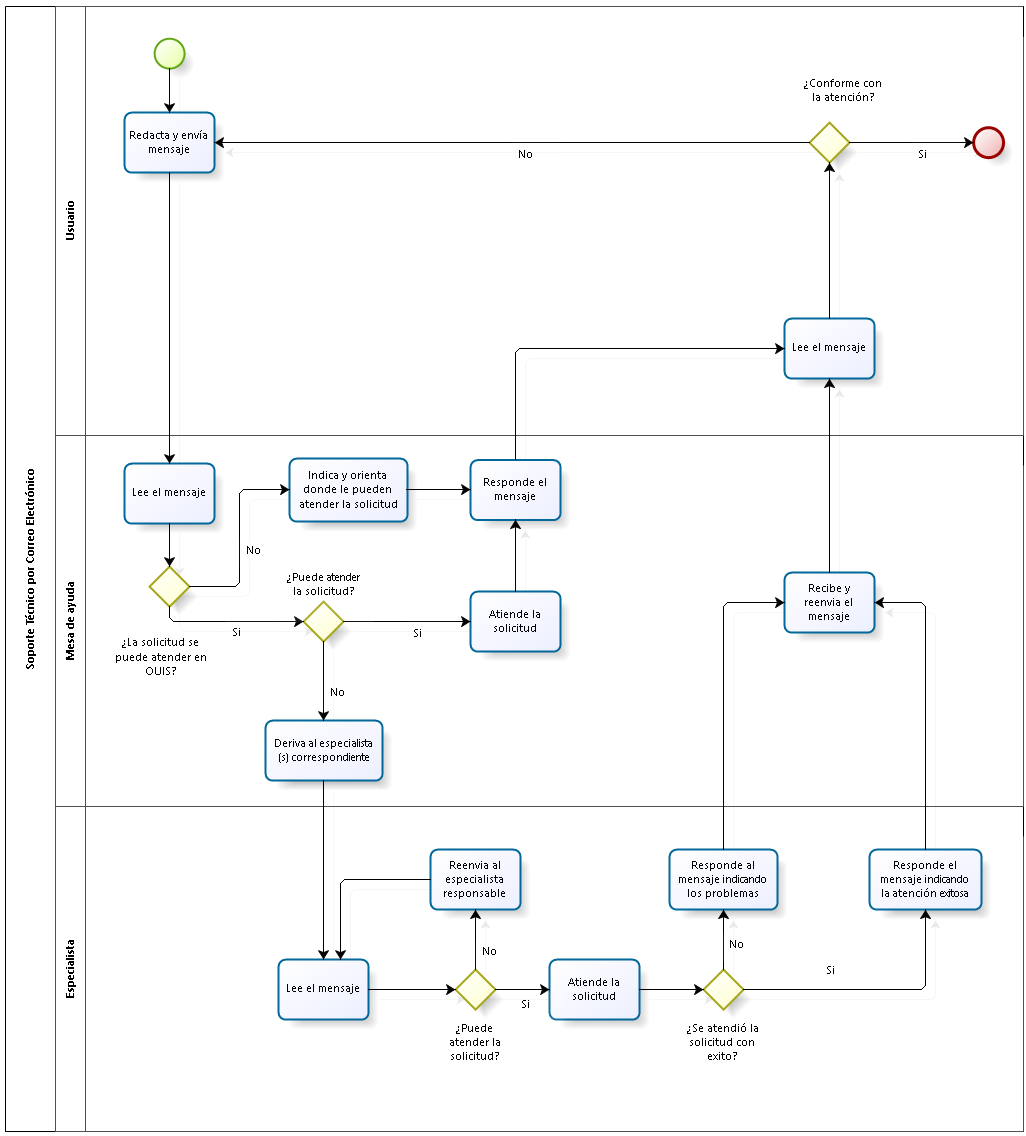 Soporte Técnico por Correo Electrónico
Usuario
¿Conforme con
la atención?
Redacta y envía
mensaje
No
Si
Lee el mensaje
Mesa de ayuda
Lee el mensaje
Indica y orienta
donde le pueden
atender la solicitud
Responde el
mensaje
No
¿Puede atender
la solicitud?
Si
Si
Atiende la
solicitud
Recibe y
reenvia el
mensaje
¿La solicitud se
puede atender en
OUIS?
No
Deriva al especialista
(s) correspondiente
Especialista
Reenvia al
especialista
responsable
Responde al
mensaje indicando
los problemas
Responde el
mensaje indicando
la atención exitosa
No
No
Si
Lee el mensaje
Si
Atiende la
solicitud
¿Puede
atender la
solicitud?
¿Se atendió la
solicitud con
exito?